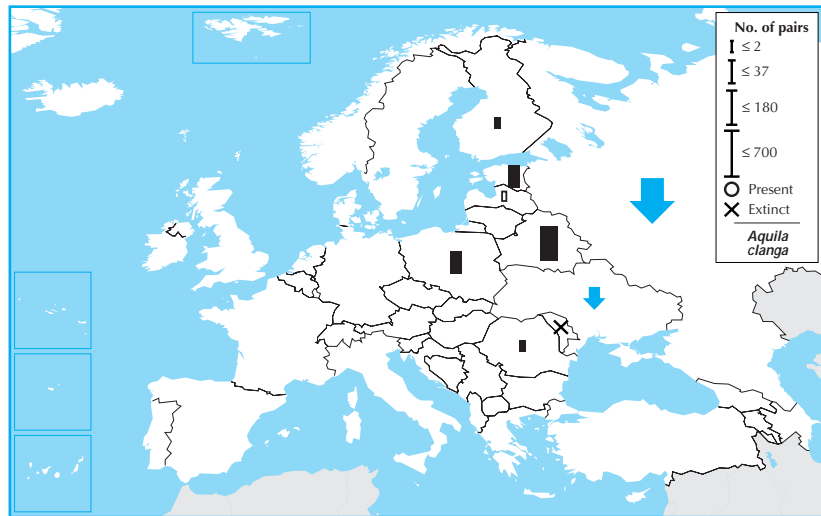 No. of pairs
≤ 2
≤ 37
≤ 180
≤ 700
Present
Extinct
Aquila
clanga